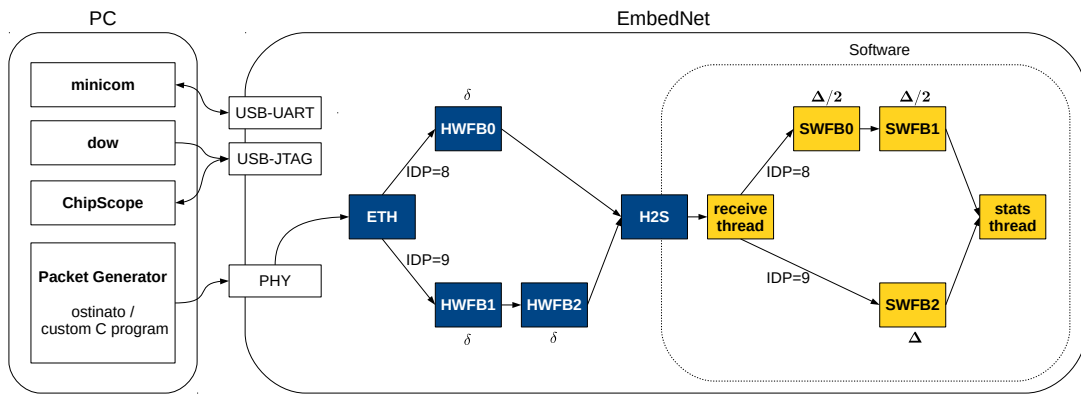 PC
EmbedNet
minicom
dow
ChipScope
Packet Generator
ostinato /
custom C program
USB-UART
USB-JTAG
PHY
ETH
IDP=8
IDP=9
δ
HWFB0
HWFB1
δ
HWFB2
δ
H2S
Software
receive
thread
IDP=8
IDP=9
Δ/2
SWFB0
Δ/2
SWFB1
SWFB2
Δ
stats
thread